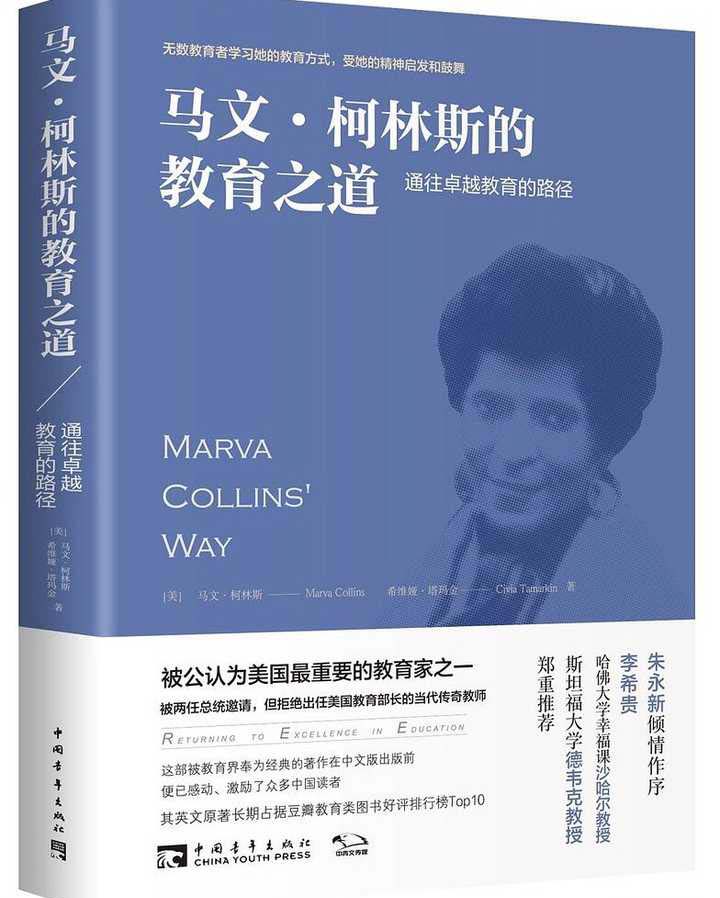 无数教育者学习她的教育方式，受她的精神启发和鼓舞
马文·柯林斯的
教育之道
通往卓越教育的路径
MARVA
COLLINS'
WAY
[美] 马文·柯林斯 —— Marva Collins 希维娅·塔玛金 —— Civia Tamarkin 著
被公认为美国最重要的教育家之一
被两任总统邀请，但拒绝出任美国教育部长的当代传奇教师
RETURNING TO EXCELLENCE IN EDUCATION
这部被教育界奉为经典的著作在中文版出版前
便已感动、激励了众多中国读者
其英文原著长期占据豆瓣教育类图书好评排行榜Top10
中国青年出版社
CHINA YOUTH PRESS
中青文传媒
朱永新倾情作序
李希贵
哈佛大学幸福课沙哈尔教授
斯坦福大学德韦克教授
郑重推荐
马文·柯林斯的教育之道
通往卓越
教育的路径
[美] 马文·柯林斯
希维娅·塔玛金 著
中国青年出版社